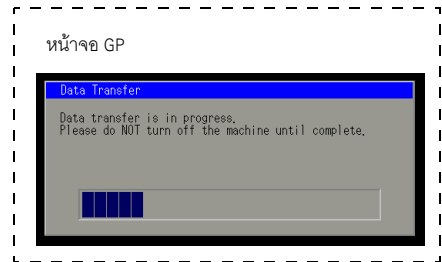 หน้าจอ GP
Data Transfer
Data transfer is in progress.
Please do NOT turn off the machine until complete.